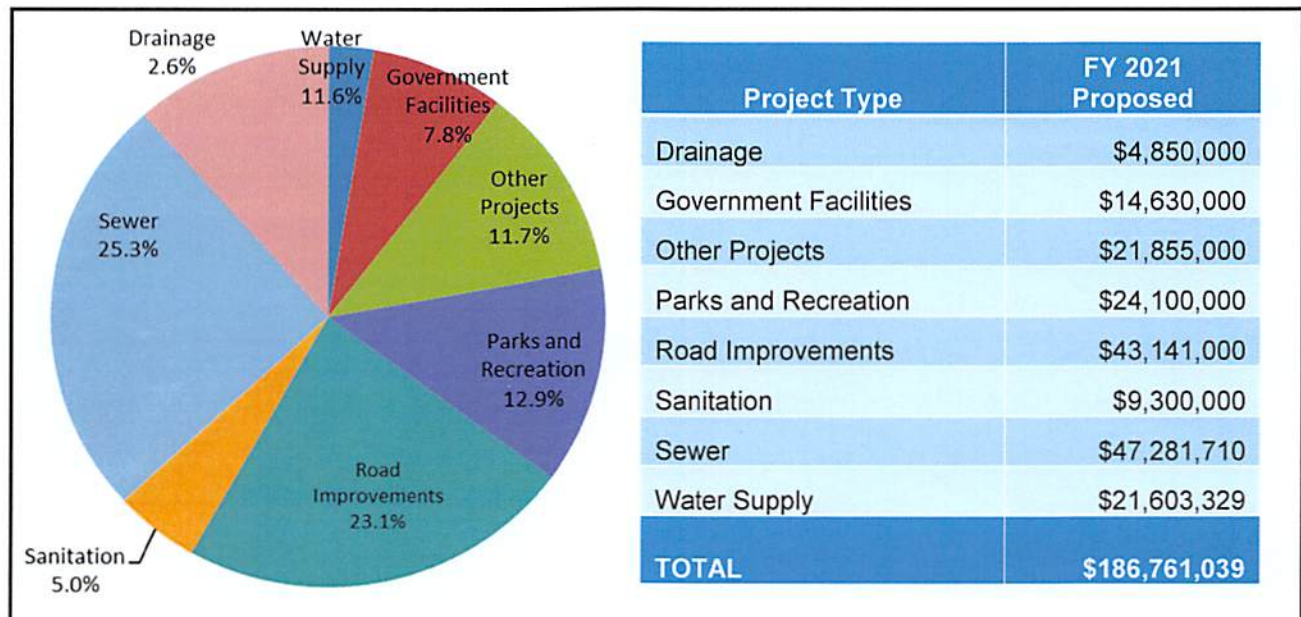 Drainage
2.6%
Water
Supply
11.6%
Government
Facilities
7.8%
Other
Projects
11.7%
Parks and
Recreation
12.9%
Road
Improvements
23.1%
Sanitation
5.0%
Sewer
25.3%
Project Type FY 2021 Proposed
Drainage $4,850,000
Government Facilities $14,630,000
Other Projects $21,855,000
Parks and Recreation $24,100,000
Road Improvements $43,141,000
Sanitation $9,300,000
Sewer $47,281,710
Water Supply $21,603,329
TOTAL $186,761,039